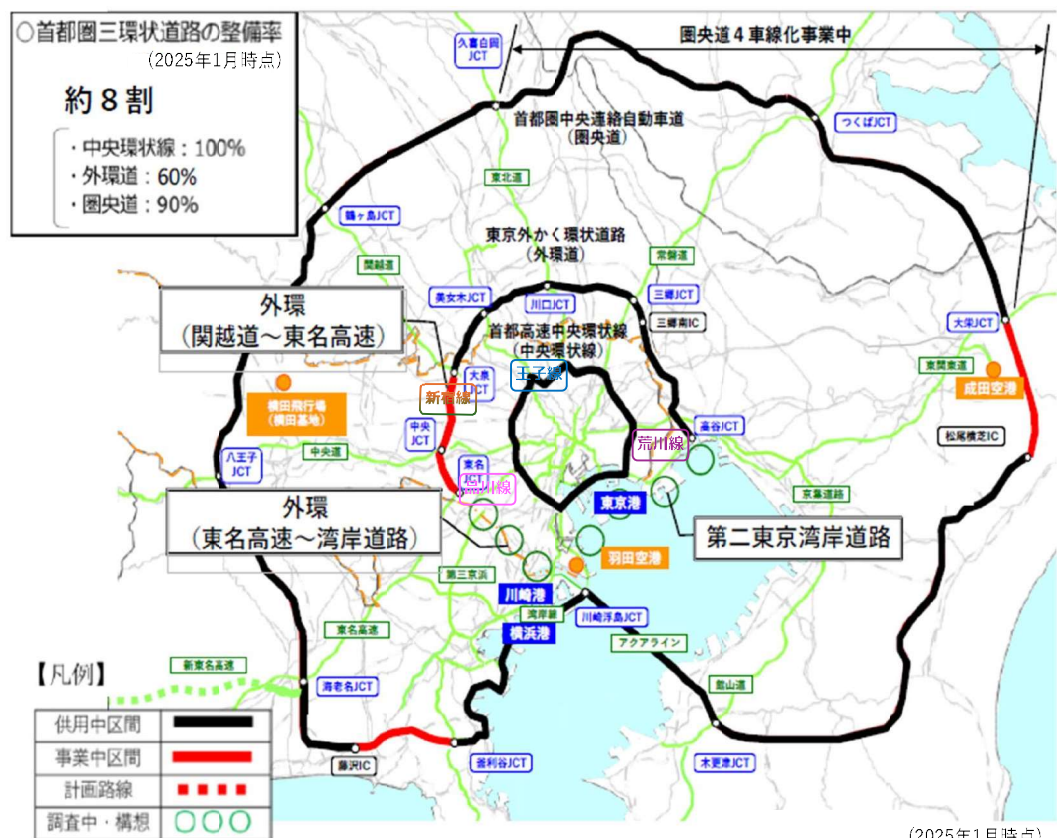 ○首都圏三環状道路の整備率
(2025年1月時点)
約８割
・中央環状線：100%
・外環道：60%
・圏央道：90%
久喜白岡
JCT
圏央道４車線化事業中
首都圏中央連絡自動車道
(圏央道)
つくばJCT
東北道
鶴ヶ島JCT
東京外かく環状道路
(外環道)
関越道
常磐道
美女木JCT
川口JCT
三郷JCT
三郷南IC
外環
(関越道～東名高速)
首都高速中央環状線
(中央環状線)
大栄JCT
東関東道
成田空港
大泉
JCT
王子線
新宿線
横田飛行場
(横田基地)
中央
JCT
荒川線
高谷JCT
松尾横芝IC
八王子
JCT
中央道
東名
JCT
品川線
東京港
京葉道路
外環
(東名高速～湾岸道路)
第二東京湾岸道路
羽田空港
第三京浜
川崎港
湾岸線
川崎浮島JCT
横浜港
東名高速
アクアライン
新東名高速
海老名JCT
館山道
【凡例】
供用中区間
事業中区間
計画路線
調査中・構想
藤沢IC
釜利谷JCT
木更津JCT
(2025年1月時点)